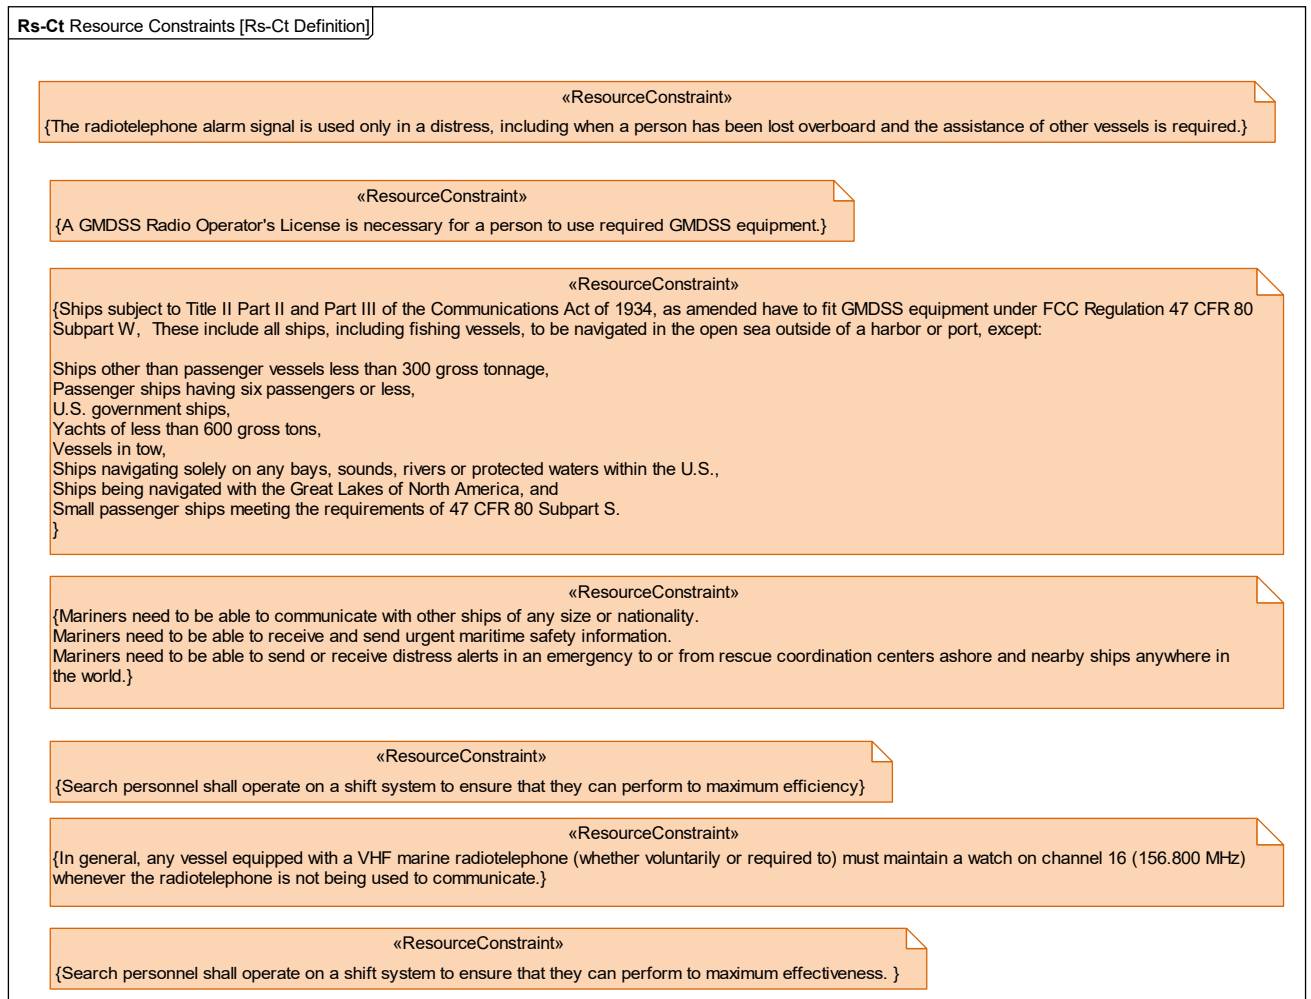 Rs-Ct Resource Constraints [Rs-Ct Definition]
«ResourceConstraint»
{The radiotelephone alarm signal is used only in a distress, including when a person has been lost overboard and the assistance of other vessels is required.}
«ResourceConstraint»
{A GMDSS Radio Operator's License is necessary for a person to use required GMDSS equipment.}
«ResourceConstraint»
{Ships subject to Title II Part II and Part III of the Communications Act of 1934, as amended have to fit GMDSS equipment under FCC Regulation 47 CFR 80
Subpart W,  These include all ships, including fishing vessels, to be navigated in the open sea outside of a harbor or port, except:
Ships other than passenger vessels less than 300 gross tonnage,
Passenger ships having six passengers or less,
U.S. government ships,
Yachts of less than 600 gross tons,
Vessels in tow,
Ships navigating solely on any bays, sounds, rivers or protected waters within the U.S.,
Ships being navigated with the Great Lakes of North America, and
Small passenger ships meeting the requirements of 47 CFR 80 Subpart S.
}
«ResourceConstraint»
{Mariners need to be able to communicate with other ships of any size or nationality.
Mariners need to be able to receive and send urgent maritime safety information.
Mariners need to be able to send or receive distress alerts in an emergency to or from rescue coordination centers ashore and nearby ships anywhere in
the world.}
«ResourceConstraint»
{Search personnel shall operate on a shift system to ensure that they can perform to maximum efficiency}
«ResourceConstraint»
{In general, any vessel equipped with a VHF marine radiotelephone (whether voluntarily or required to) must maintain a watch on channel 16 (156.800 MHz)
whenever the radiotelephone is not being used to communicate.}
«ResourceConstraint»
{Search personnel shall operate on a shift system to ensure that they can perform to maximum effectiveness. }